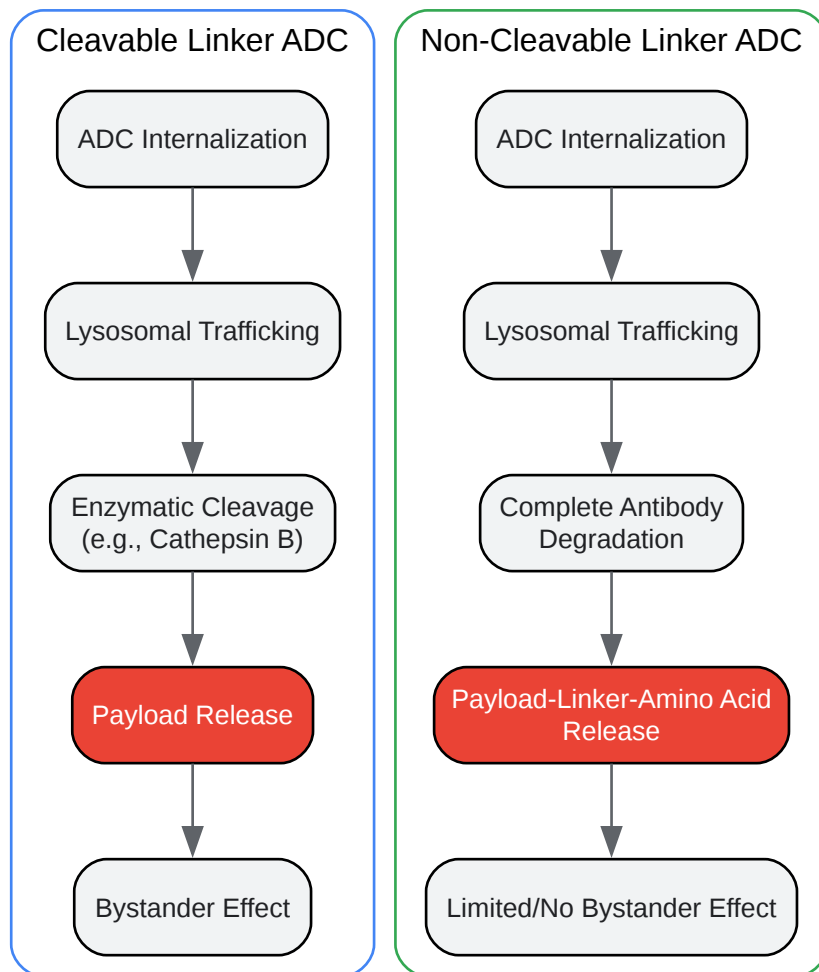 Cleavable Linker ADC
ADC Internalization
Lysosomal Trafficking
Enzymatic Cleavage
(e.g., Cathepsin B)
Payload Release
Bystander Effect
Non-Cleavable Linker ADC
ADC Internalization
Lysosomal Trafficking
Complete Antibody
Degradation
Payload-Linker-Amino Acid
Release
Limited/No Bystander Effect